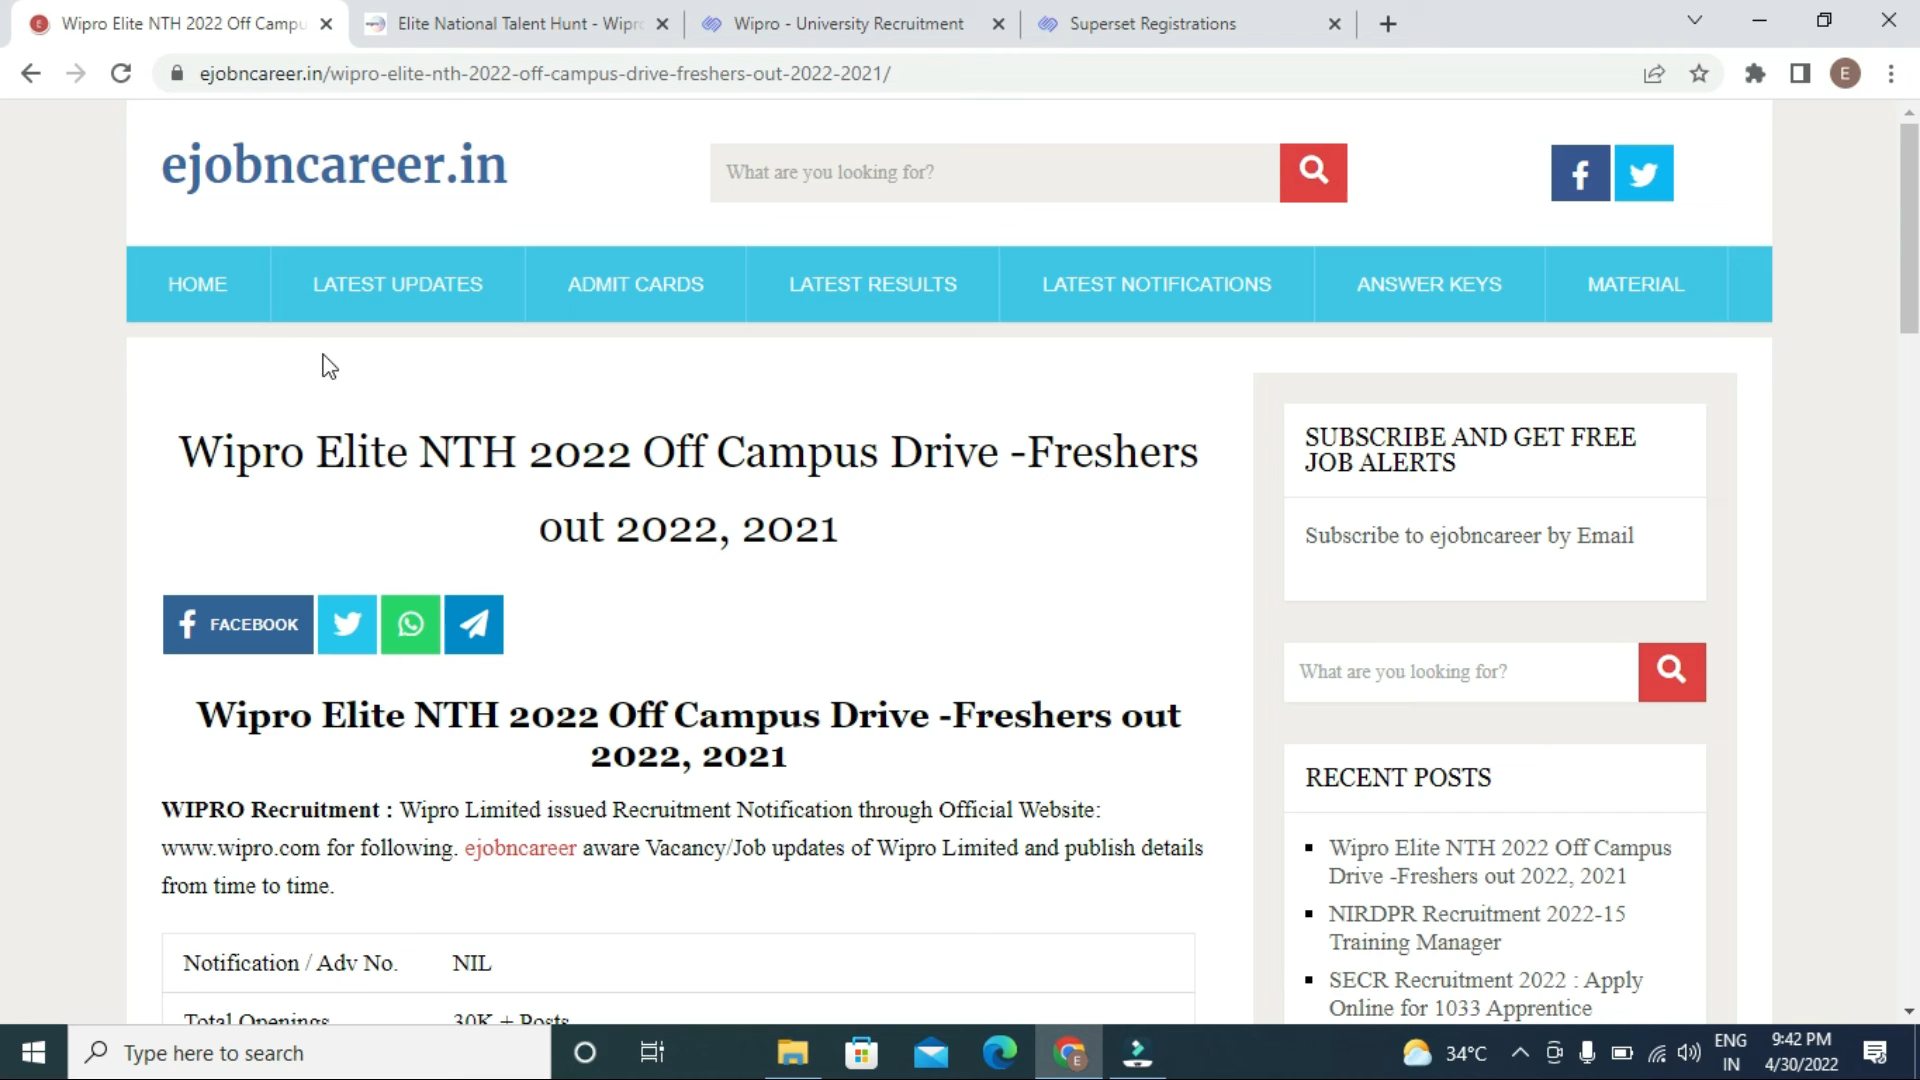 Wipro Elite NTH 2022 Off Campu
Elite National Talent Hunt - Wipro
Wipro - University Recruitment
Superset Registrations
ejobncareer.in/wipro-elite-nth-2022-off-campus-drive-freshers-out-2022-2021/
E
ejobncareer.in
What are you looking for?
HOME
LATEST UPDATES
ADMIT CARDS
LATEST RESULTS
LATEST NOTIFICATIONS
ANSWER KEYS
MATERIAL
Wipro Elite NTH 2022 Off Campus Drive -Freshers
out 2022, 2021
FACEBOOK
Wipro Elite NTH 2022 Off Campus Drive -Freshers out
2022, 2021
WIPRO Recruitment : Wipro Limited issued Recruitment Notification through Official Website:
www.wipro.com for following. ejobncareer aware Vacancy/Job updates of Wipro Limited and publish details
from time to time.
Notification / Adv No. NIL
Total Openings 30K + Posts
SUBSCRIBE AND GET FREE
JOB ALERTS
Subscribe to ejobncareer by Email
What are you looking for?
RECENT POSTS
Wipro Elite NTH 2022 Off Campus
Drive -Freshers out 2022, 2021
NIRDPR Recruitment 2022-15
Training Manager
SECR Recruitment 2022 : Apply
Online for 1033 Apprentice
Type here to search
34°C
ENG
IN
9:42 PM
4/30/2022